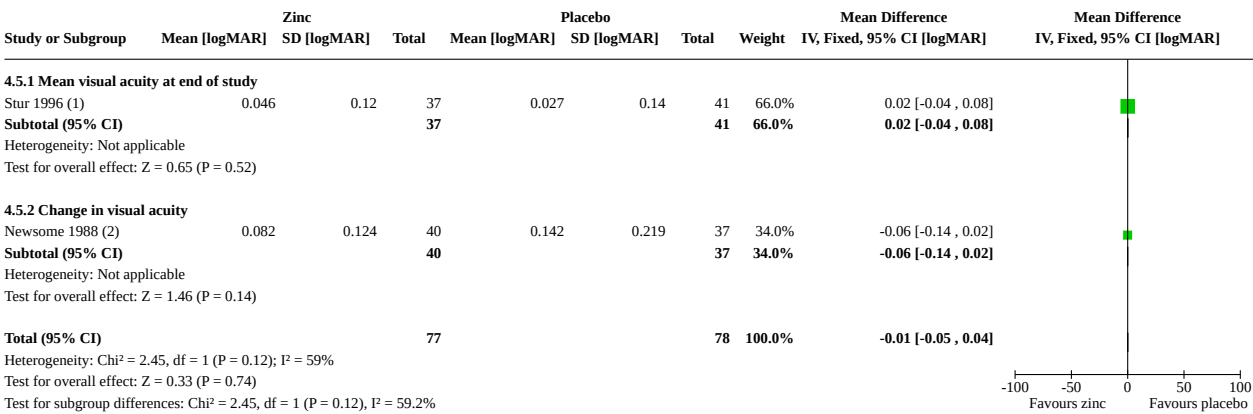 Zinc Placebo Mean Difference Mean Difference
Study or Subgroup Mean [logMAR] SD [logMAR] Total Mean [logMAR] SD [logMAR] Total Weight IV, Fixed, 95% CI [logMAR] IV, Fixed, 95% CI [logMAR]
4.5.1 Mean visual acuity at end of study
Stur 1996 (1) 0.046 0.12 37 0.027 0.14 41 66.0% 0.02 [-0.04 , 0.08]
Subtotal (95% CI) 37 41 66.0% 0.02 [-0.04 , 0.08]
Heterogeneity: Not applicable
Test for overall effect: Z = 0.65 (P = 0.52)
4.5.2 Change in visual acuity
Newsome 1988 (2) 0.082 0.124 40 0.142 0.219 37 34.0% -0.06 [-0.14 , 0.02]
Subtotal (95% CI) 40 37 34.0% -0.06 [-0.14 , 0.02]
Heterogeneity: Not applicable
Test for overall effect: Z = 1.46 (P = 0.14)
Total (95% CI) 77 78 100.0% -0.01 [-0.05 , 0.04]
Heterogeneity: Chi² = 2.45, df = 1 (P = 0.12); I² = 59%
Test for overall effect: Z = 0.33 (P = 0.74)
-100 -50 0 50 100
Test for subgroup differences: Chi² = 2.45, df = 1 (P = 0.12), I² = 59.2% Favours zinc Favours placebo